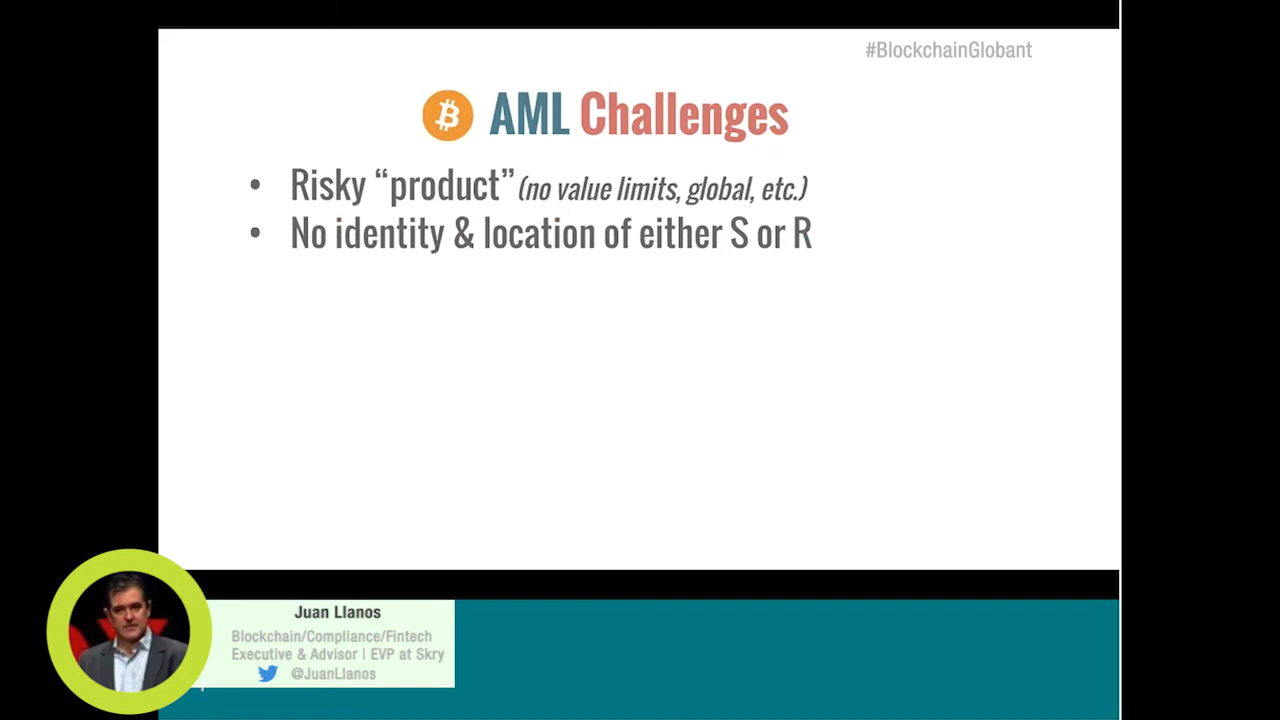 #BlockchainGlobant
AML Challenges
• Risky “product” (no value limits, global, etc.)
• No identity & location of either S or R
Juan Llanos
Blockchain/Compliance/Fintech
Executive & Advisor | EVP at Skry
@JuanLlanos